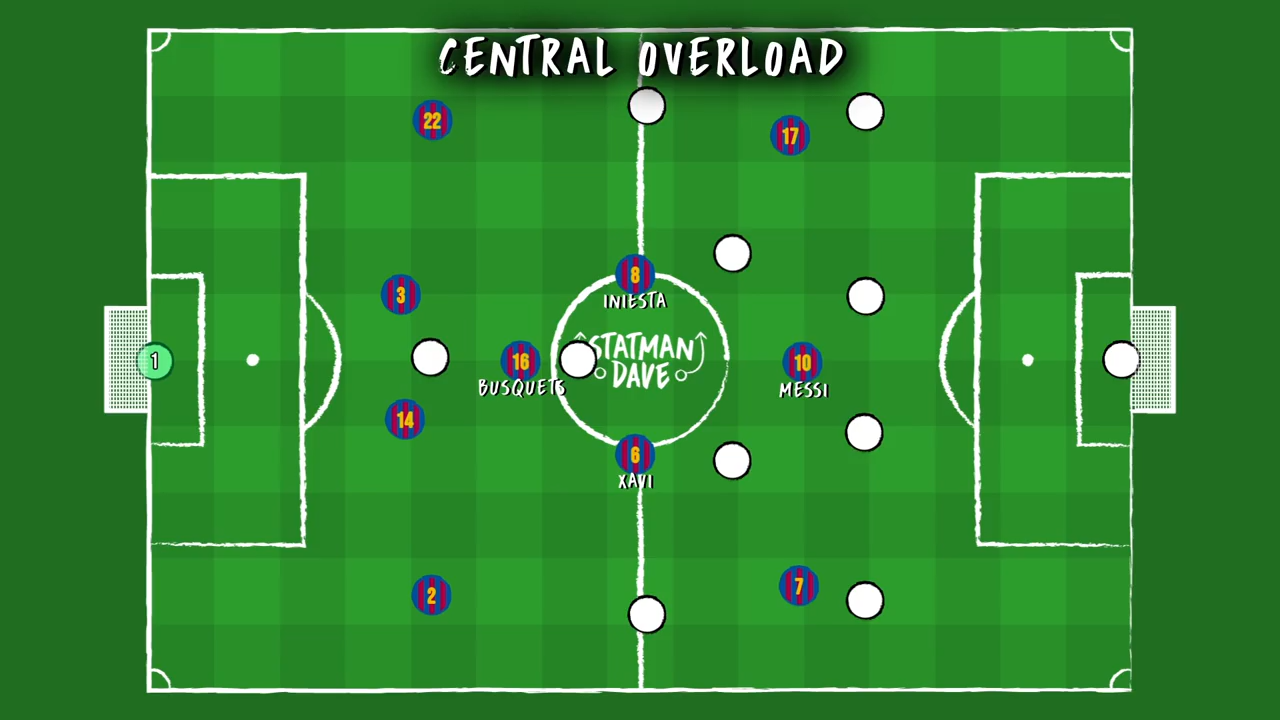 CENTRAL OVERLOAD
22
17
8
INIESTA
3
STATMAN
DAVE
1
16
BUSQUETS
10
MESSI
14
6
XAVI
2
7